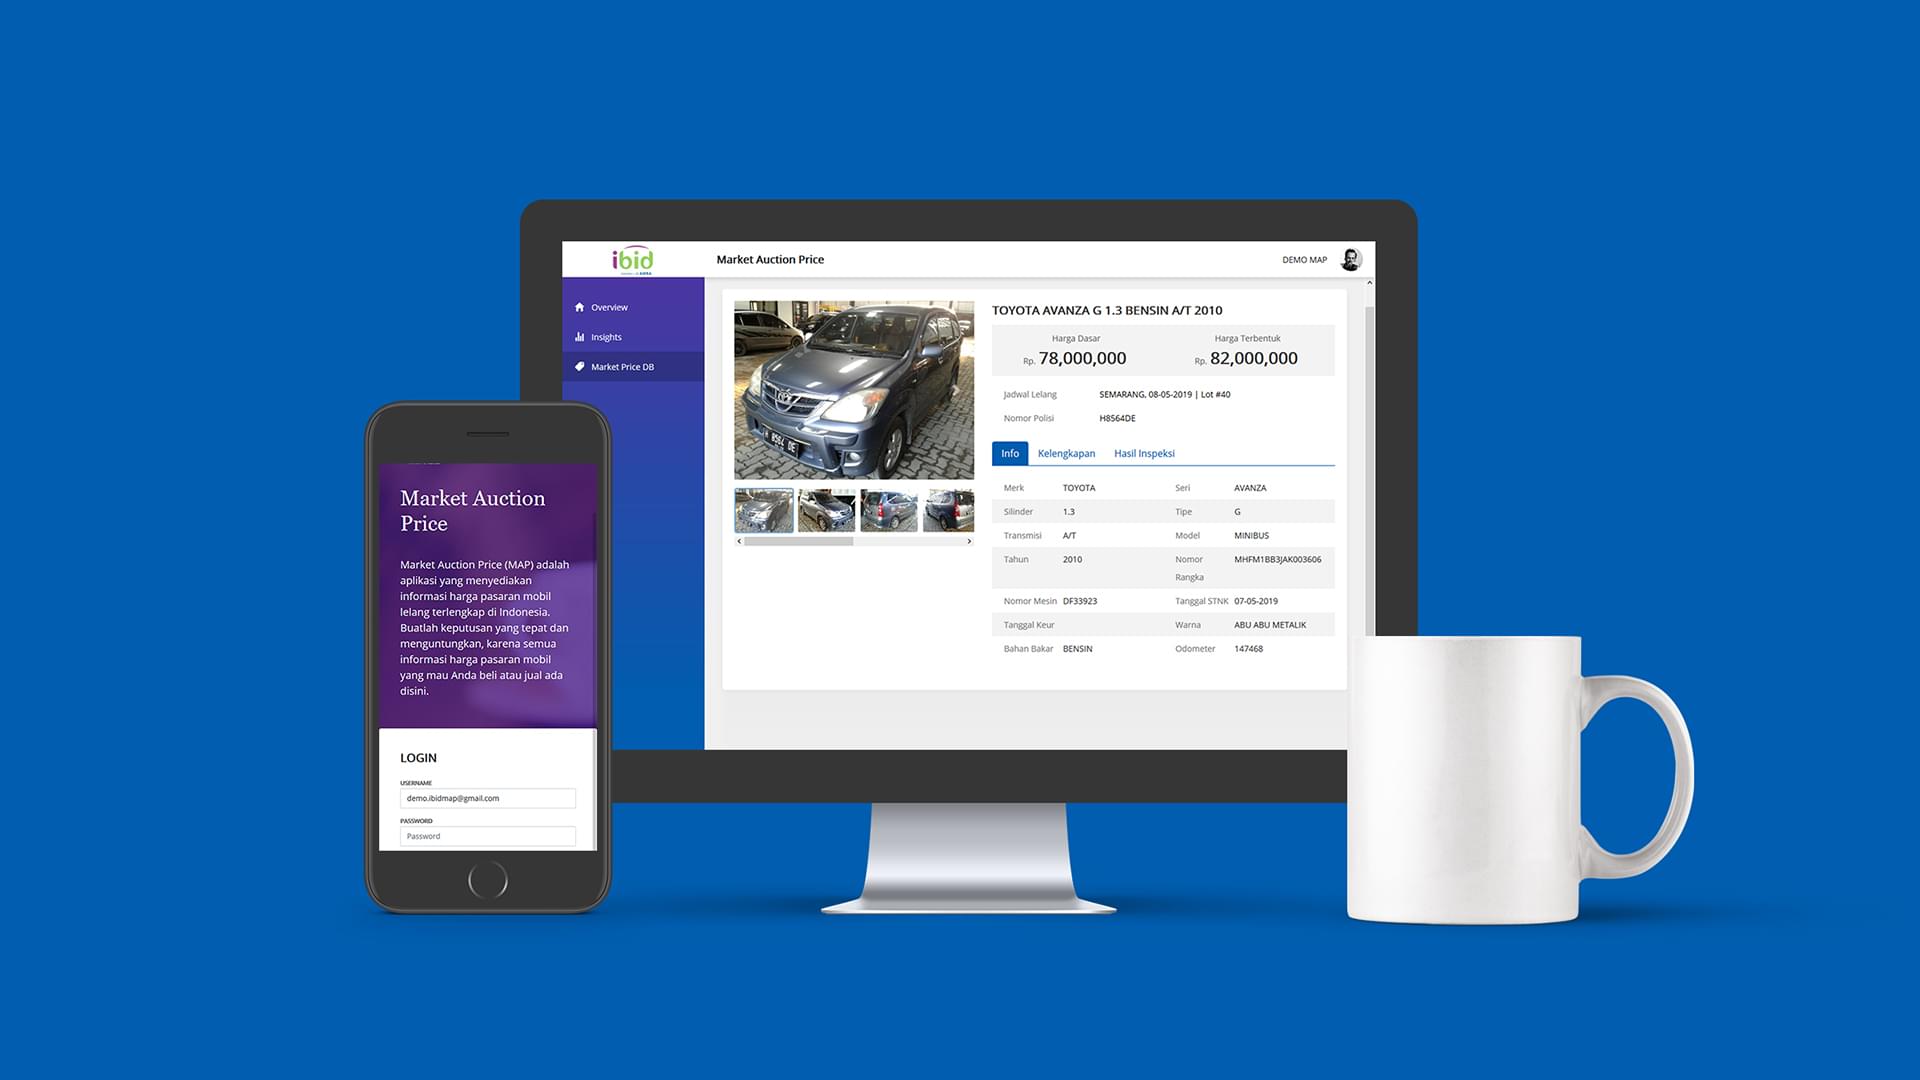 ibid
Market Auction Price
DEMO MAP
Overview
Insights
Market Price DB
H 8564 DE
TOYOTA AVANZA G 1.3 BENSIN A/T 2010
Harga Dasar
Rp. 78,000,000
Harga Terbentuk
Rp. 82,000,000
Jadwal Lelang SEMARANG, 08-05-2019 | Lot #40
Nomor Polisi H8564DE
Info Kelengkapan Hasil Inspeksi
Merk TOYOTA Seri AVANZA
Silinder 1.3 Tipe G
Transmisi A/T Model MINIBUS
Tahun 2010 Nomor Rangka MHFM1BB3JAK003606
Nomor Mesin DF33923 Tanggal STNK 07-05-2019
Tanggal Keur Warna ABU ABU METALIK
Bahan Bakar BENSIN Odometer 147468
Market Auction
Price
Market Auction Price (MAP) adalah
aplikasi yang menyediakan
informasi harga pasaran mobil
lelang terlengkap di Indonesia.
Buatlah keputusan yang tepat dan
menguntungkan, karena semua
informasi harga pasaran mobil
yang mau Anda beli atau jual ada
disini.
LOGIN
USERNAME
demo.ibidmap@gmail.com
PASSWORD
Password